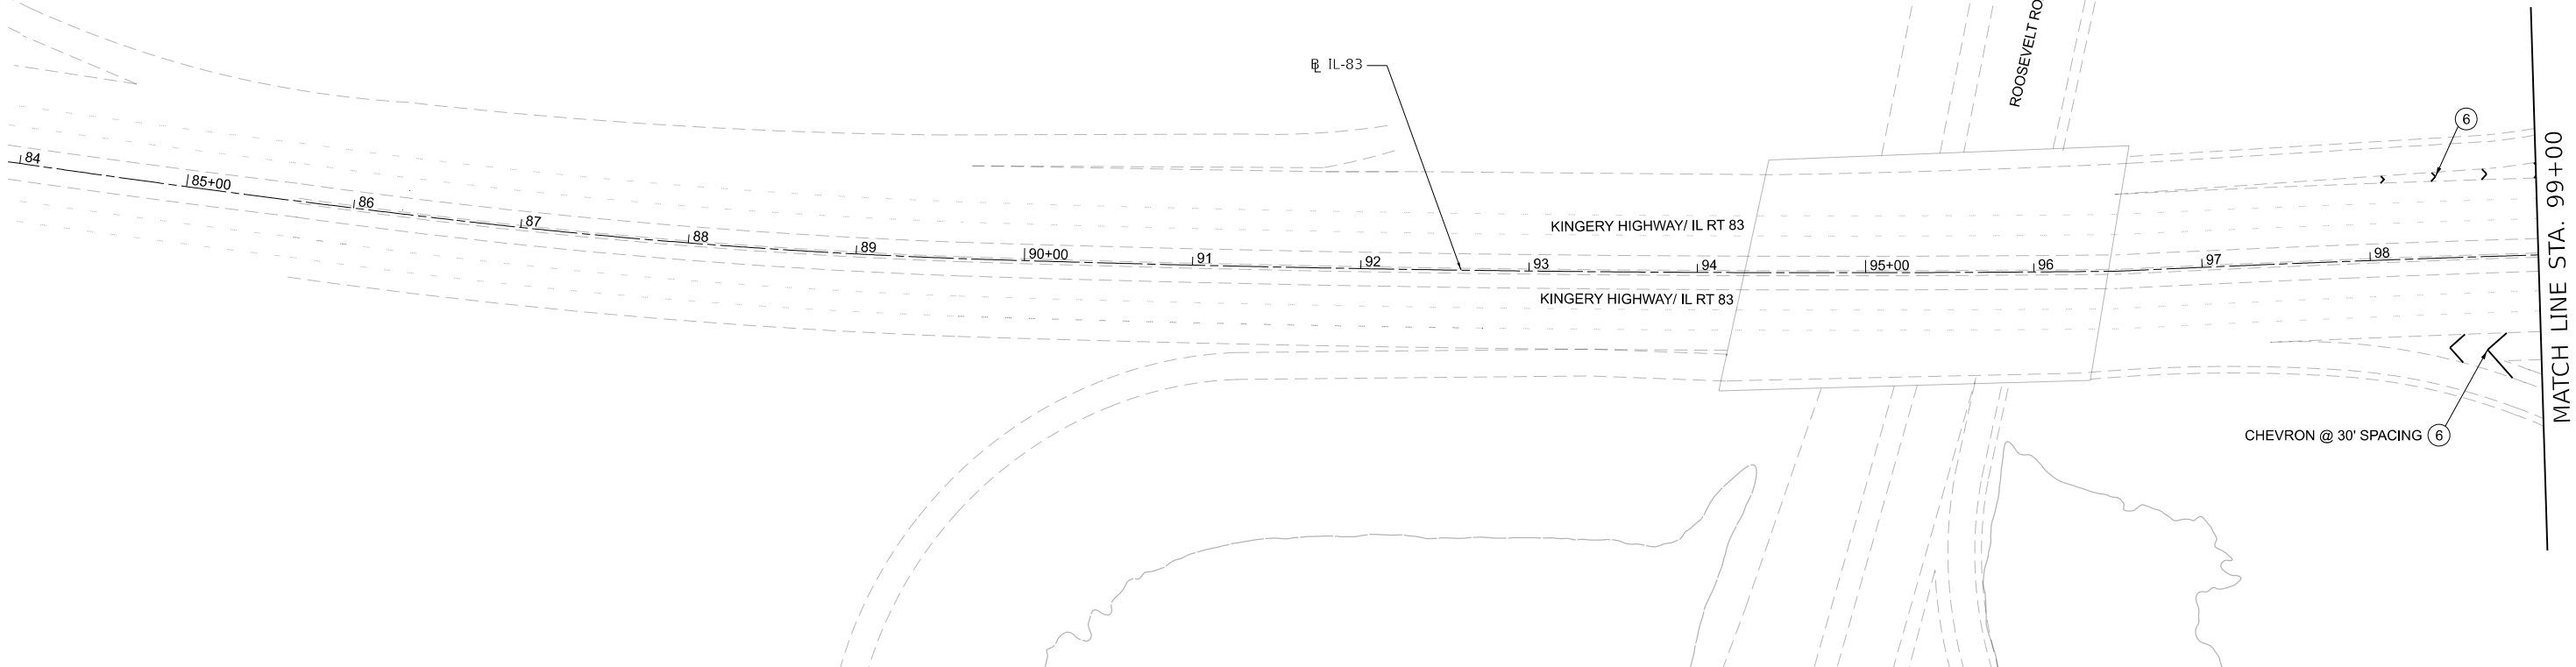 ROOSEVELT RO
BL IL-83
6
84
85+00
86
87
88
89
90+00
91
92
93
94
95+00
96
97
98
KINGERY HIGHWAY/ IL RT 83
KINGERY HIGHWAY/ IL RT 83
CHEVRON @ 30' SPACING 6
MATCH LINE STA. 99+00